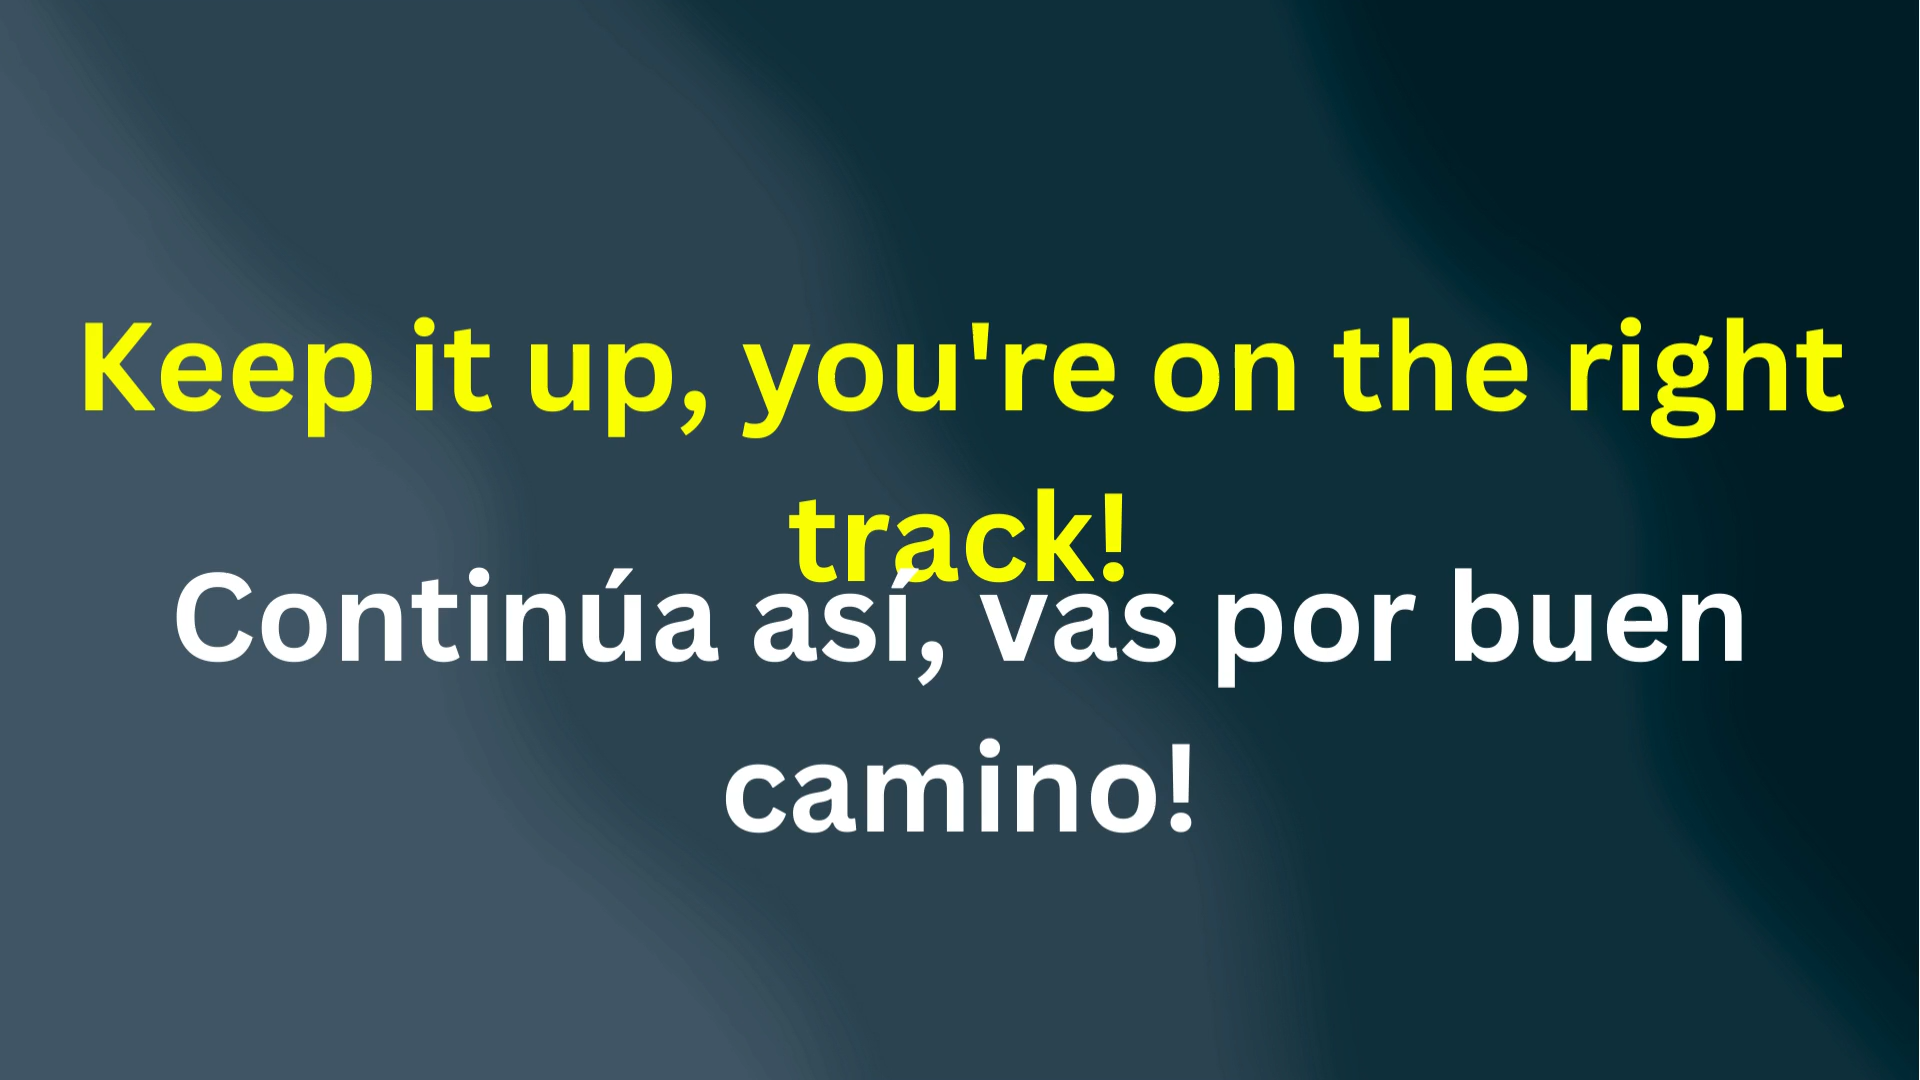 Keep it up, you're on the right
track!
Continúa así, vas por buen
camino!